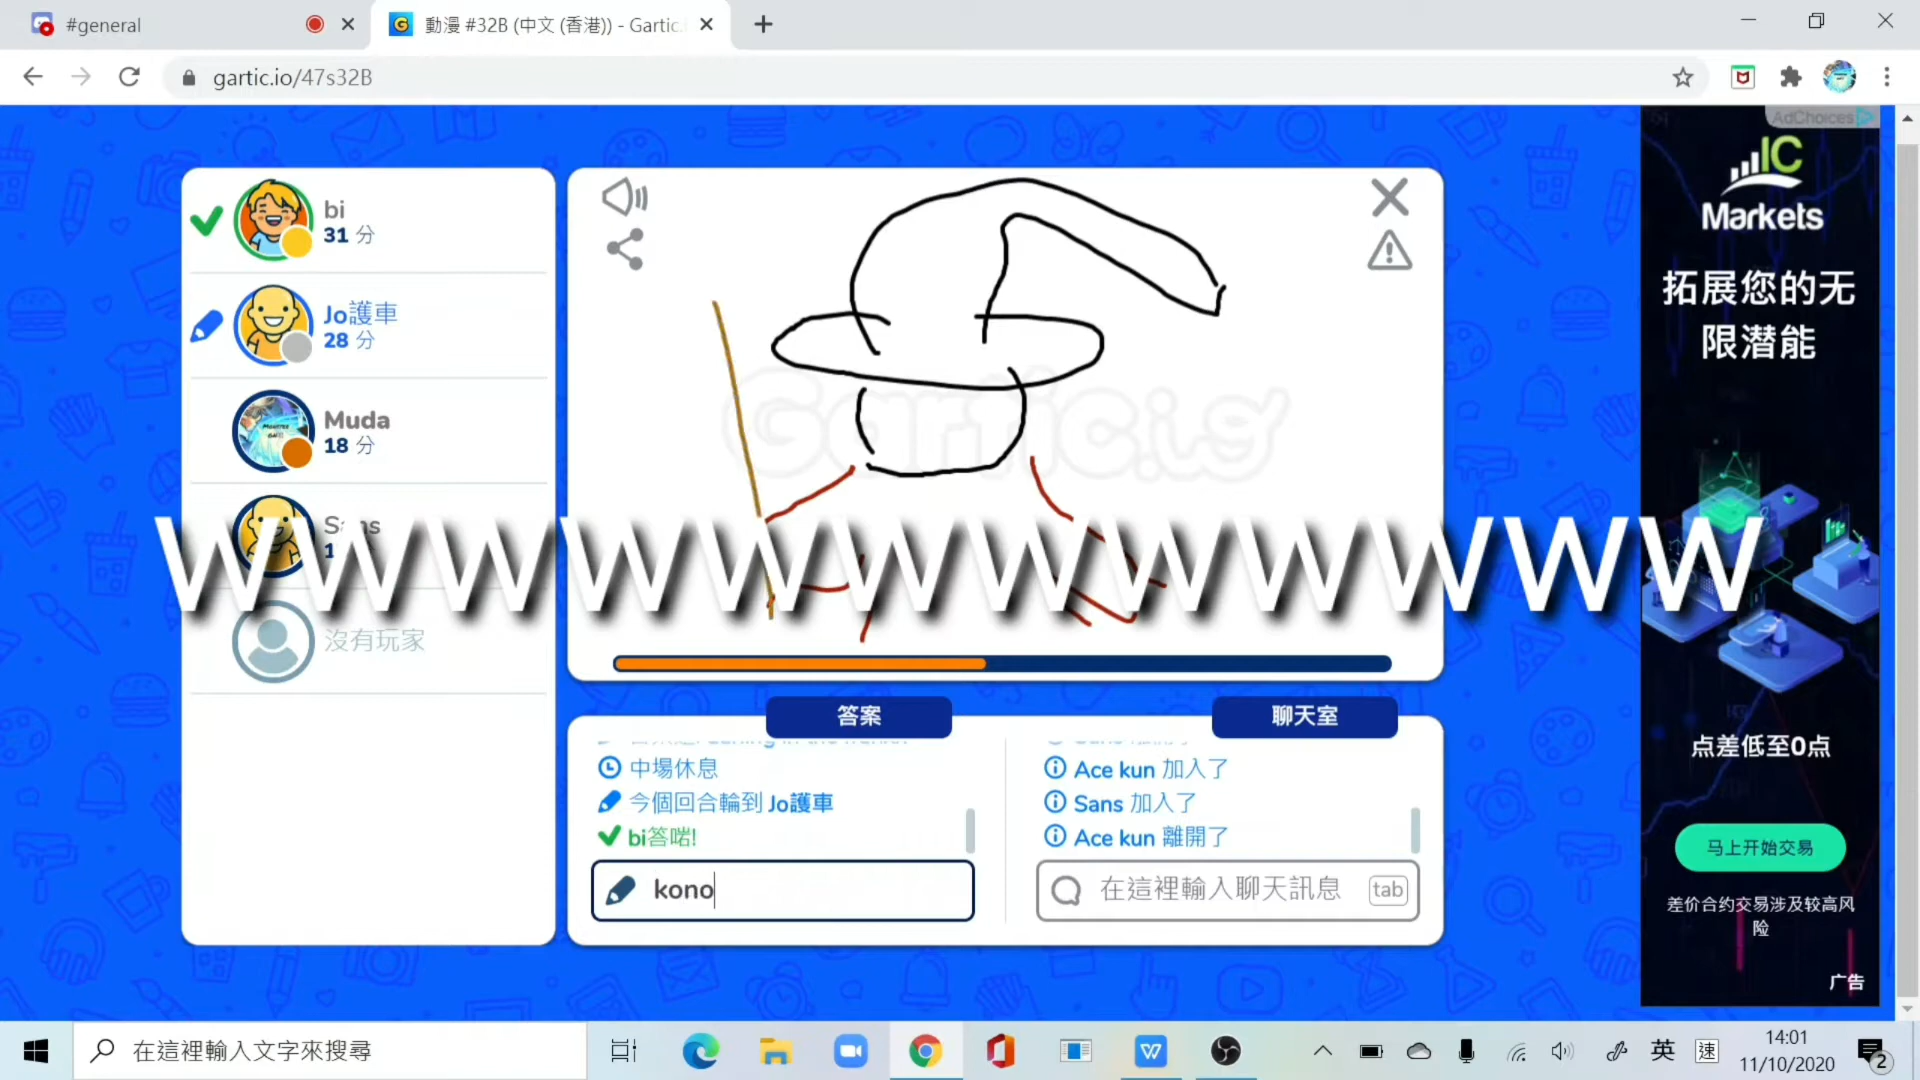 #general
動漫 #32B (中文 (香港)) - Gartic.
gartic.io/47s32B
AdChoices
IC
Markets
拓展您的无
限潜能
点差低至0点
马上开始交易
差价合约交易涉及较高风
险
广告
bi
31 分
Jo護車
28 分
Muda
18 分
沒有玩家
Gartic.io
wwwwwwwwwwww
答案
中場休息
今個回合輪到 Jo護車
bi答啱!
kono
聊天室
Ace kun 加入了
Sans 加入了
Ace kun 離開了
在這裡輸入聊天訊息
tab
在這裡輸入文字來搜尋
英
速
14:01
11/10/2020
2